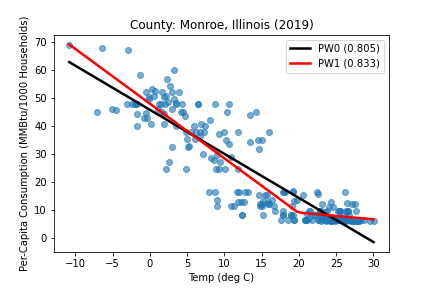 County: Monroe, Illinois (2019)
PW0 (0.805)
PW1 (0.833)
Per-Capita Consumption (MMBtu/1000 Households)
70
60
50
40
30
20
10
0
−10 −5 0 5 10 15 20 25 30
Temp (deg C)